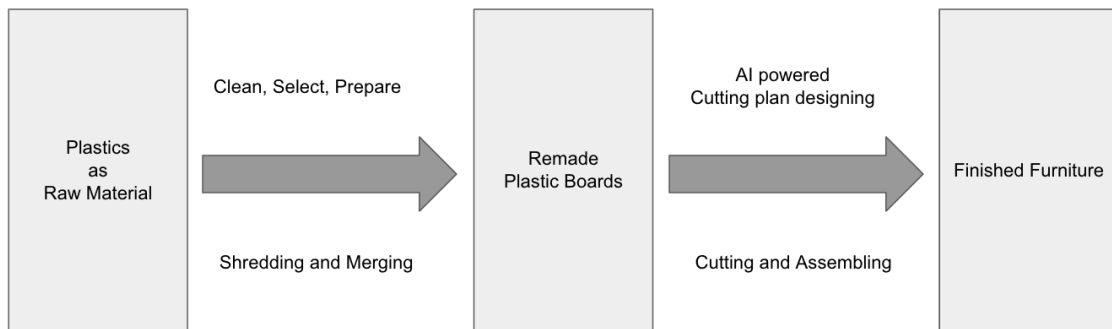 Plastics
as
Raw Material
Clean, Select, Prepare
Shredding and Merging
Remade
Plastic Boards
AI powered
Cutting plan designing
Cutting and Assembling
Finished Furniture